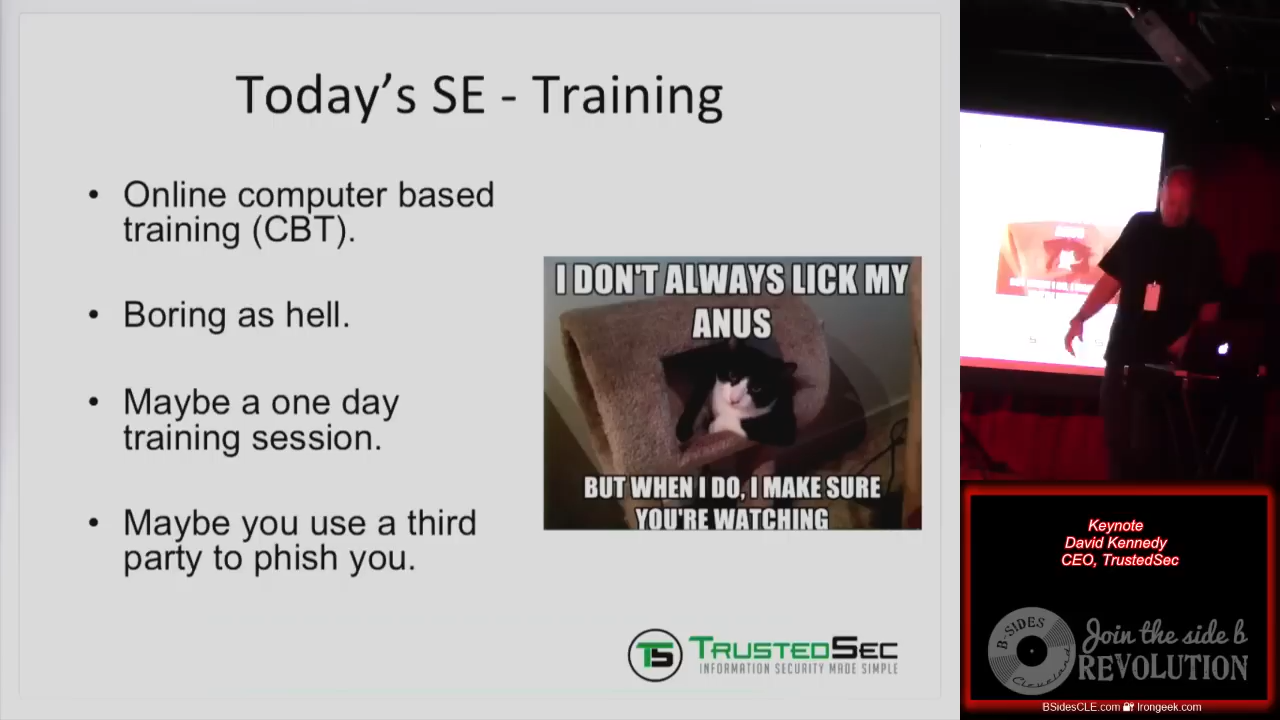 Today's SE - Training
• Online computer based
training (CBT).
• Boring as hell.
• Maybe a one day
training session.
• Maybe you use a third
party to phish you.
I DON'T ALWAYS LICK MY
ANUS
BUT WHEN I DO, I MAKE SURE
YOU'RE WATCHING
TS TRUSTEDSEC
INFORMATION SECURITY MADE SIMPLE
ANUS
Keynote
David Kennedy
CEO, TrustedSec
B-SIDES
Cleveland
Join the side b
REVOLUTION
BSidesCLE.com Irongeek.com